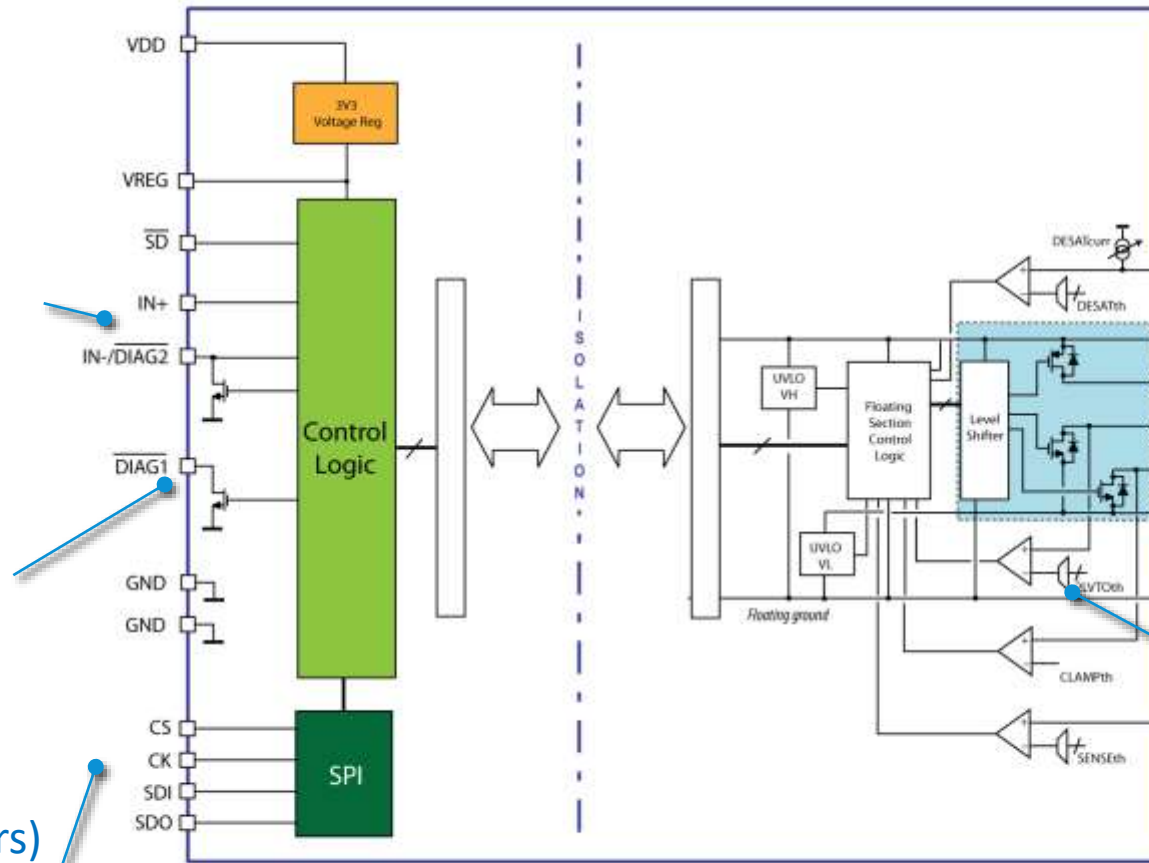 VDD
3V3
Voltage Reg
VREG
SD
IN+
IN-/DIAG2
DIAG1
GND
GND
CS
CK
SDI
SDO
rs)
Control
Logic
SPI
ISOLATION
UVLO
VH
UVLO
VL
Floating
Section
Control
Logic
Level
Shifter
DESATcurr
DESATth
Floating ground
CLAMPth
SENSEth